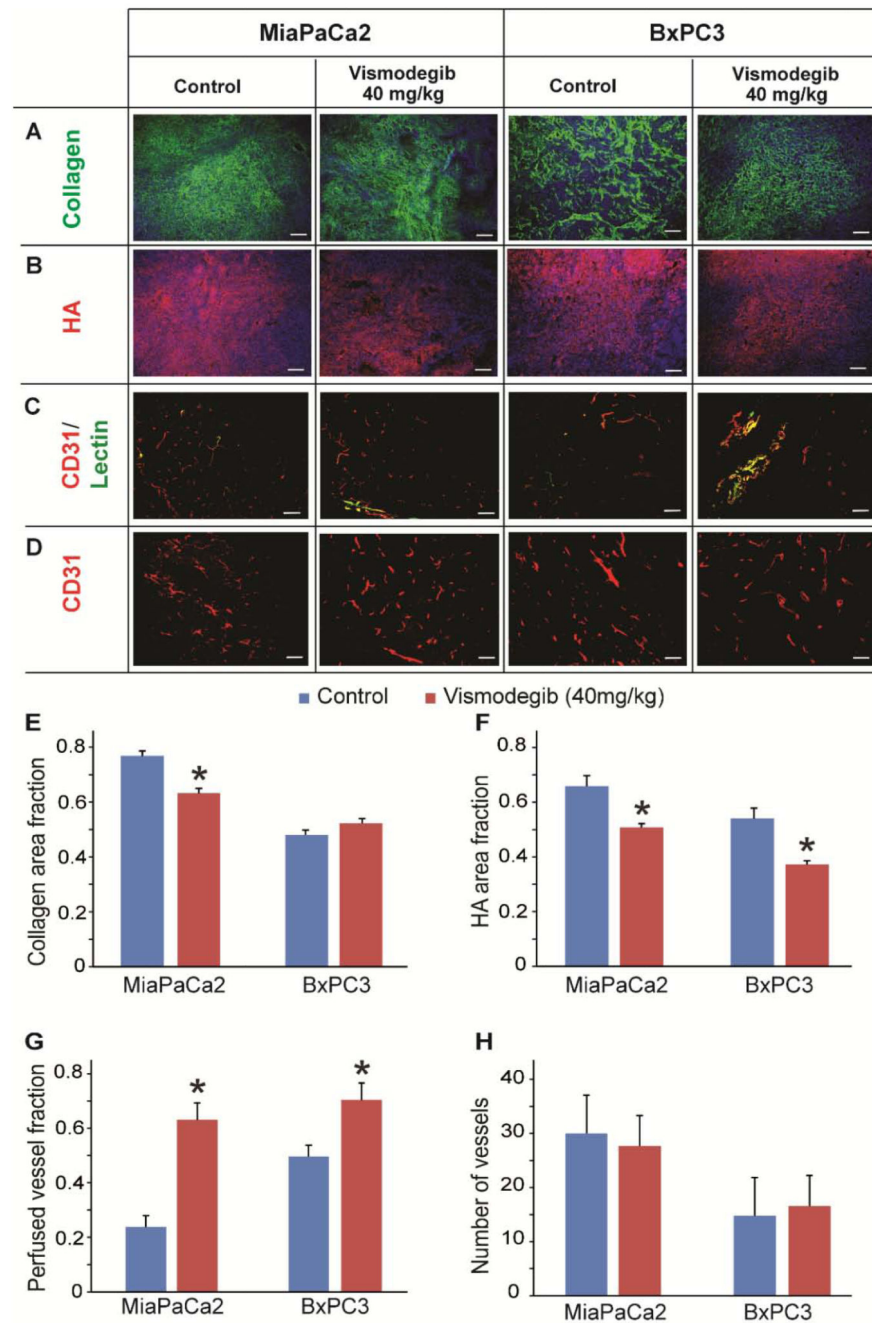 MiaPaCa2
BxPC3
Control
Vismodegib
40 mg/kg
Control
Vismodegib
40 mg/kg
A
Collagen
B
HA
C
CD31/
Lectin
D
CD31
Control
Vismodegib (40mg/kg)
E
Collagen area fraction
0.8
0.6
0.4
0.2
0
*
MiaPaCa2
BxPC3
F
HA area fraction
0.8
0.6
0.4
0.2
0
*
*
MiaPaCa2
BxPC3
G
Perfused vessel fraction
0.8
0.6
0.4
0.2
0
*
*
MiaPaCa2
BxPC3
H
Number of vessels
40
30
20
10
0
MiaPaCa2
BxPC3